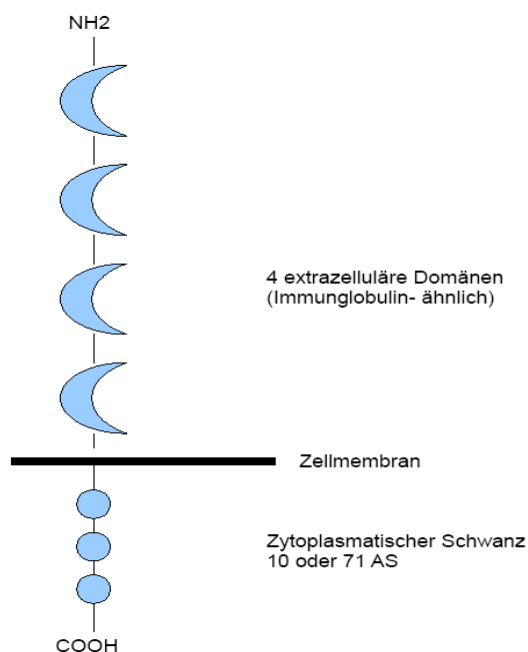 NH2
4 extrazelluläre Domänen
(Immunglobulin- ähnlich)
Zellmembran
Zytoplasmatischer Schwanz
10 oder 71 AS
COOH